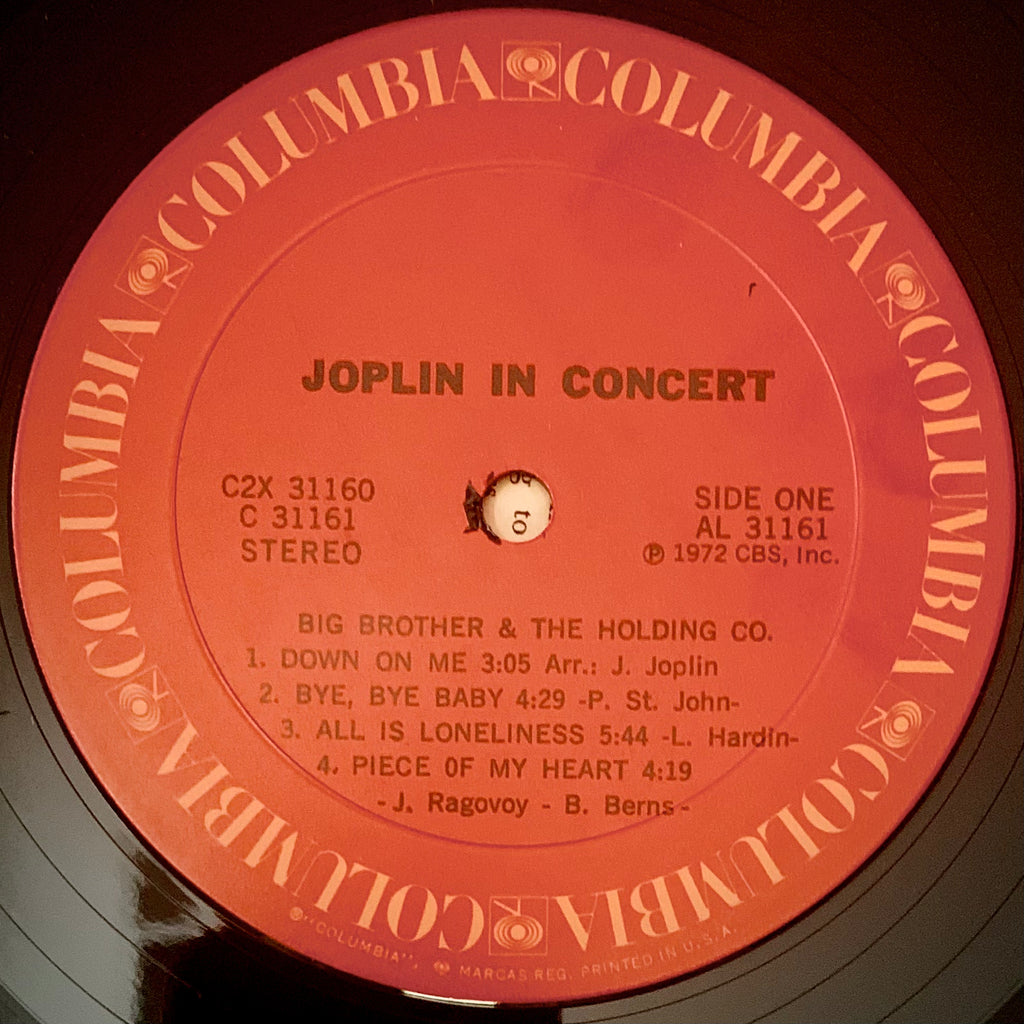 COLUMBIA COLUMBIA COLUMBIA COLUMBIA COLUMBIA COLUMBIA
JOPLIN IN CONCERT
C2X 31160
C 31161
STEREO
SIDE ONE
AL 31161
Ⓟ 1972 CBS, Inc.
to
BIG BROTHER & THE HOLDING CO.
1. DOWN ON ME 3:05 Arr.: J. Joplin
2. BYE, BYE BABY 4:29 -P. St. John-
3. ALL IS LONELINESS 5:44 -L. Hardin-
4. PIECE OF MY HEART 4:19
-J. Ragovoy - B. Berns-
® "COLUMBIA", MARCAS REG. PRINTED IN U.S.A.